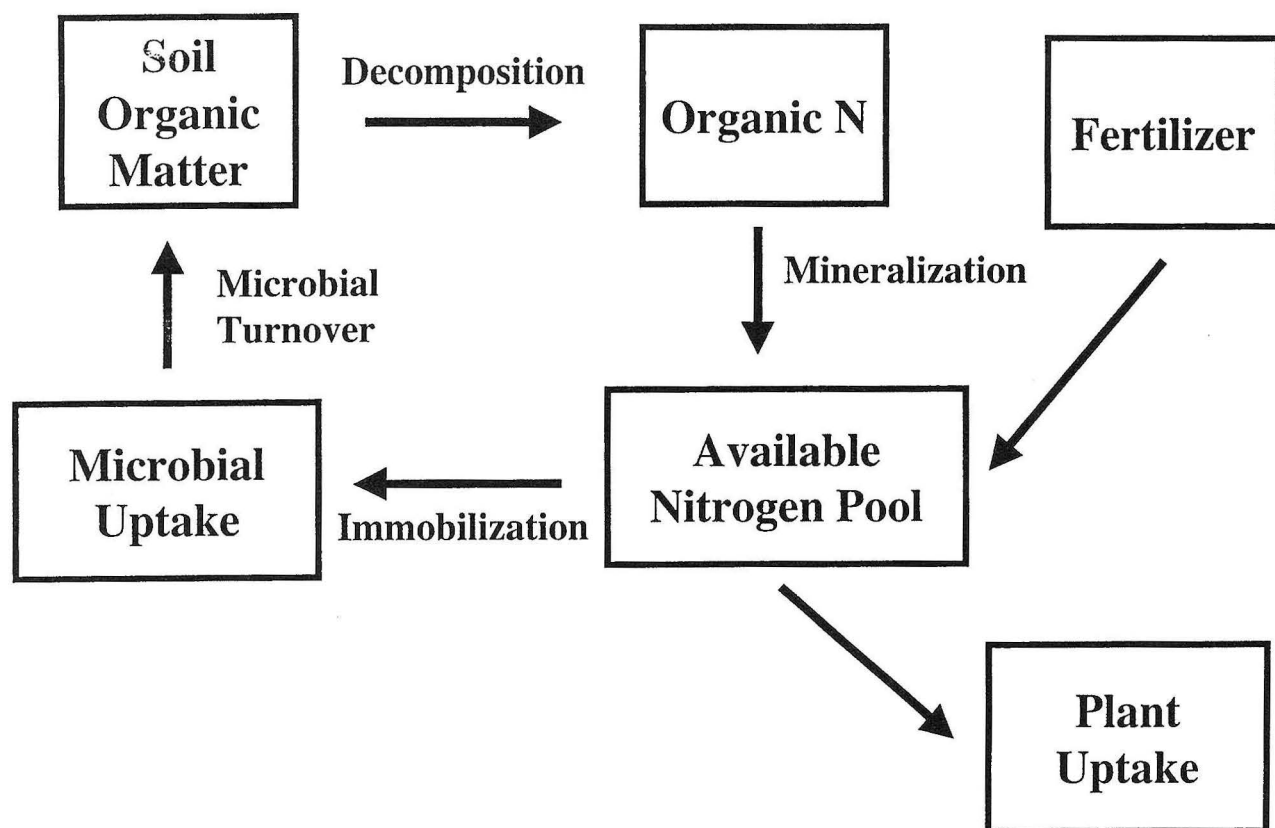 Soil
Organic
Matter
Decomposition
Organic N
Fertilizer
Microbial
Turnover
Mineralization
Microbial
Uptake
Immobilization
Available
Nitrogen Pool
Plant
Uptake